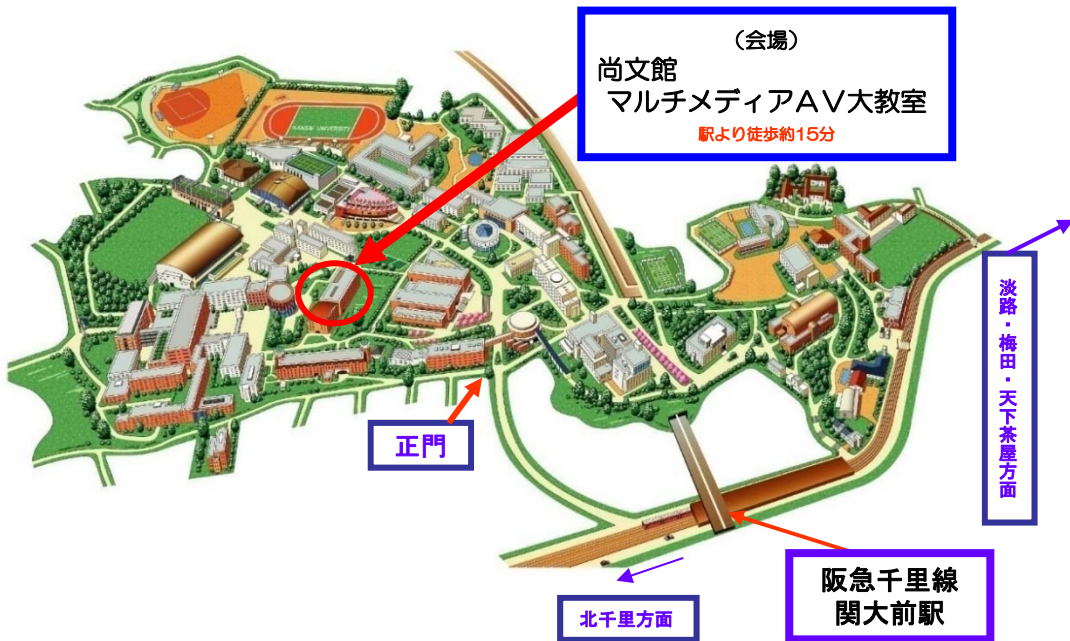 (会場)
尚文館
マルチメディアAV大教室
駅より徒歩約15分
KANSAI UNIVERSITY
淡路・梅田・天下茶屋方面
正門
阪急千里線
関大前駅
北千里方面